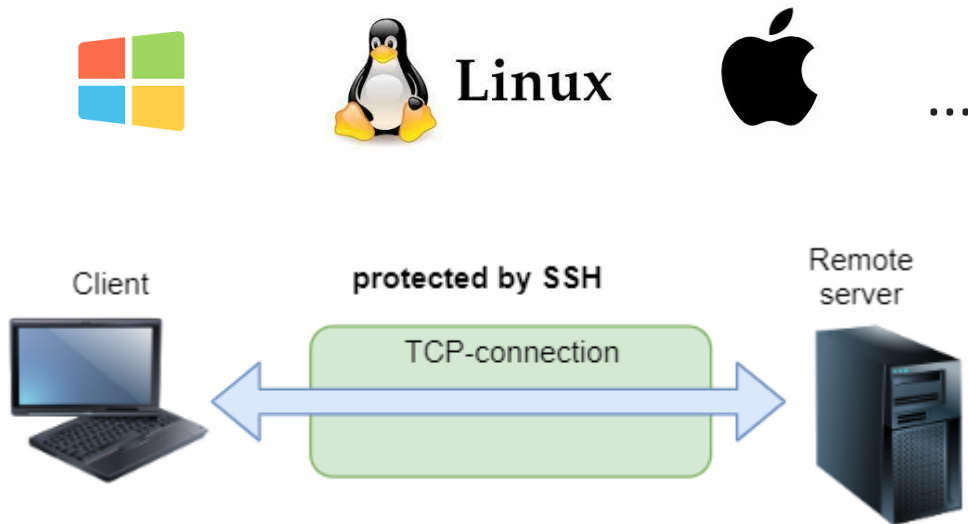 Linux
...
Client
protected by SSH
Remote
server
TCP-connection